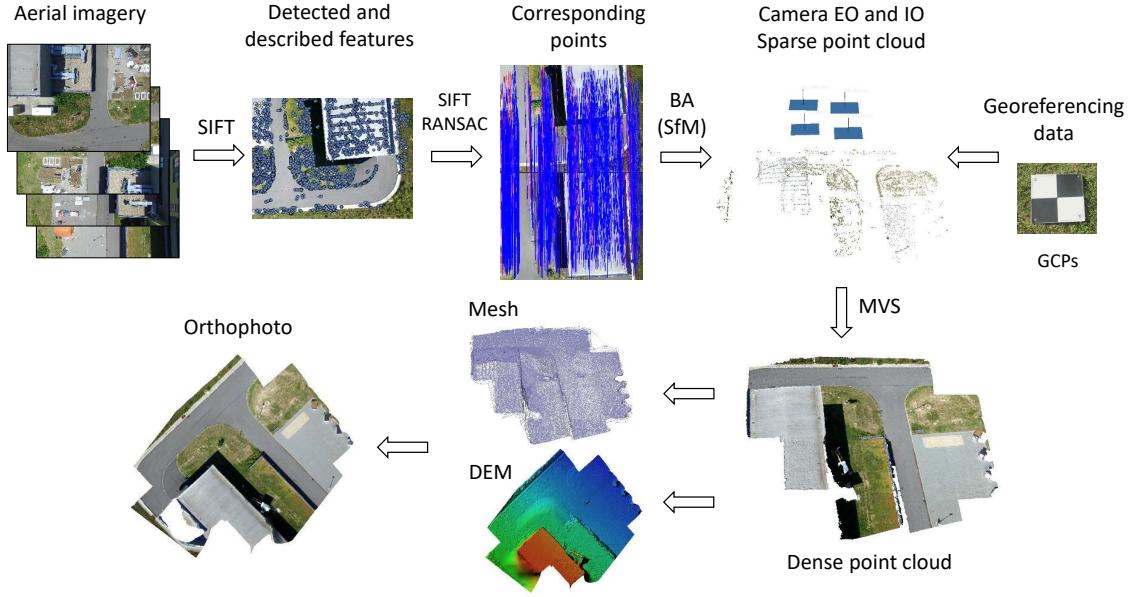 Aerial imagery
Detected and
described features
Corresponding
points
Camera EO and IO
Sparse point cloud
SIFT
SIFT
RANSAC
BA
(SfM)
Georeferencing
data
GCPs
MVS
Orthophoto
Mesh
DEM
Dense point cloud